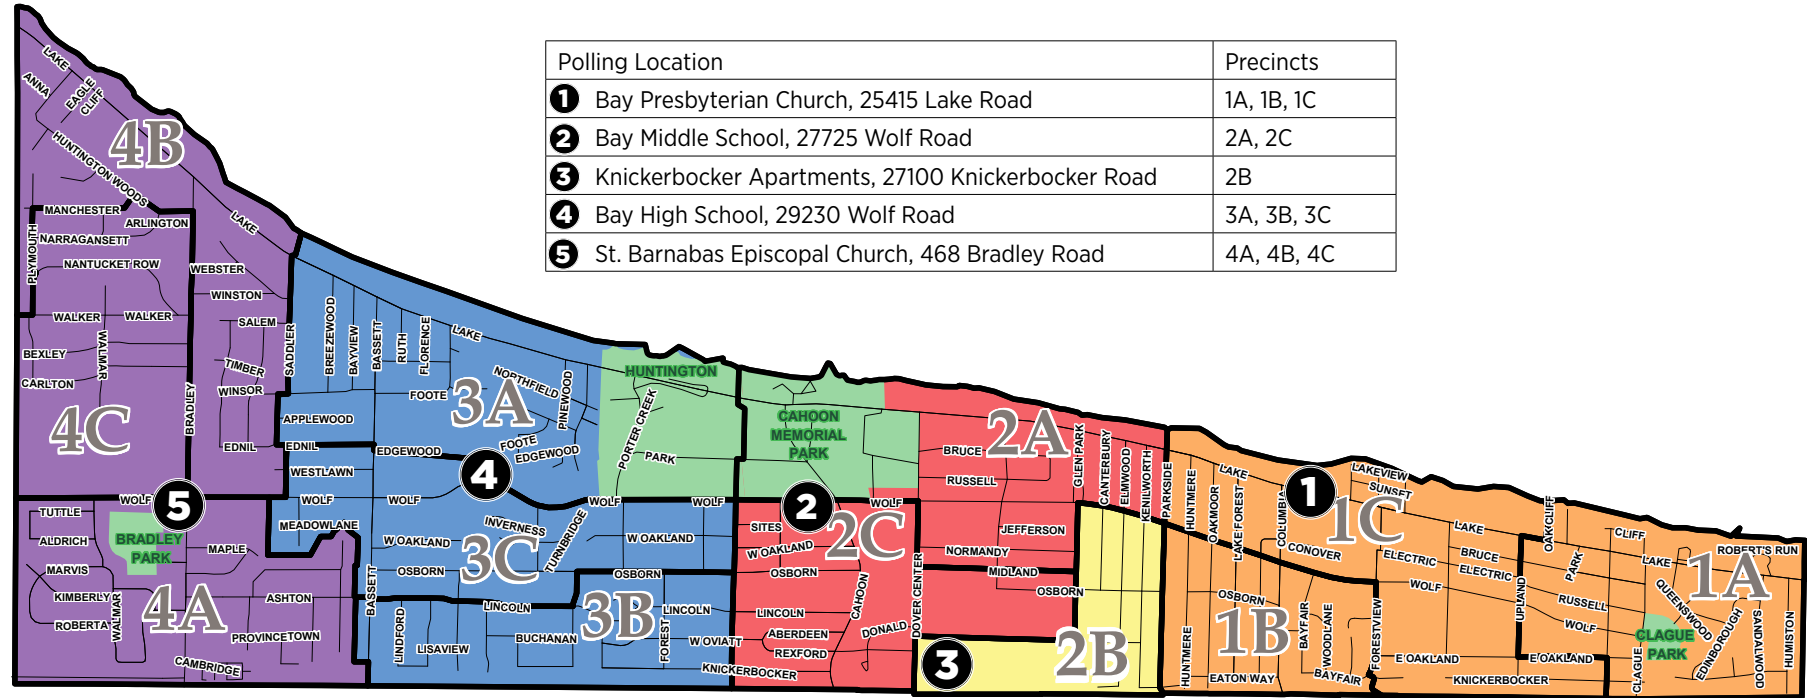 Polling Location Precincts
1 Bay Presbyterian Church, 25415 Lake Road 1A, 1B, 1C
2 Bay Middle School, 27725 Wolf Road 2A, 2C
3 Knickerbocker Apartments, 27100 Knickerbocker Road 2B
4 Bay High School, 29230 Wolf Road 3A, 3B, 3C
5 St. Barnabas Episcopal Church, 468 Bradley Road 4A, 4B, 4C
LAKE
ANNA
EAGLE
CLIFF
4B
HUNTINGTON WOODS
MANCHESTER
ARLINGTON
LAKE
PLYMOUTH
NARRAGANSETT
NANTUCKET ROW
WEBSTER
WINSTON
WALKER
WALKER
SALEM
WALMAR
BEXLEY
CARLTON
TIMBER
WINSOR
BRADLEY
SADDLER
4C
EDNIL
5
WOLF
TUTTLE
ALDRICH
BRADLEY
PARK
MAPLE
MARVIS
KIMBERLY
WALMAR
4A
ASHTON
ROBERTA
PROVINCETOWN
CAMBRIDGE
BREEZEWOOD
BAYVIEW
BASSETT
RUTH
FLORENCE
LAKE
NORTHFIELD
PINEWOOD
FOOTE
3A
APPLEWOOD
EDNIL
EDGEWOOD
FOOTE
EDGEWOOD
WESTLAWN
4
WOLF
WOLF
WOLF
WOLF
MEADOWLANE
INVERNESS
TURNBRIDGE
W OAKLAND
W OAKLAND
3C
OSBORN
OSBORN
BASSETT
LINCOLN
LINCOLN
LINDFORD
LISAVIEW
BUCHANAN
3B
FOREST
W OVIATT
KNICKERBOCKER
HUNTINGTON
PORTER CREEK
PARK
CAHOON
MEMORIAL
PARK
2
WOLF
SITES
2C
W OAKLAND
OSBORN
CAHOON
LINCOLN
ABERDEEN
DONALD
REXFORD
DOVER CENTER
2A
BRUCE
RUSSELL
GLEN PARK
CANTERBURY
ELMWOOD
KENILWORTH
PARKSIDE
JEFFERSON
NORMANDY
MIDLAND
OSBORN
3
2B
HUNTMERE
LAKE
OAKMOOR
LAKE FOREST
COLUMBIA
1
LAKEVIEW
SUNSET
1C
LAKE
CONOVER
ELECTRIC
BRUCE
ELECTRIC
WOLF
OSBORN
1B
HUNTMERE
BAYFAIR
WOODLANE
FORESTVIEW
EATON WAY
BAYFAIR
E OAKLAND
KNICKERBOCKER
OAKCLIFF
UPLAND
PARK
CLIFF
LAKE
ROBERT'S RUN
1A
RUSSELL
WOLF
QUEENSWOOD
CLAGUE
PARK
E OAKLAND
CLAGUE
EDINBOROUGH
SANDALWOOD
HUMISTON